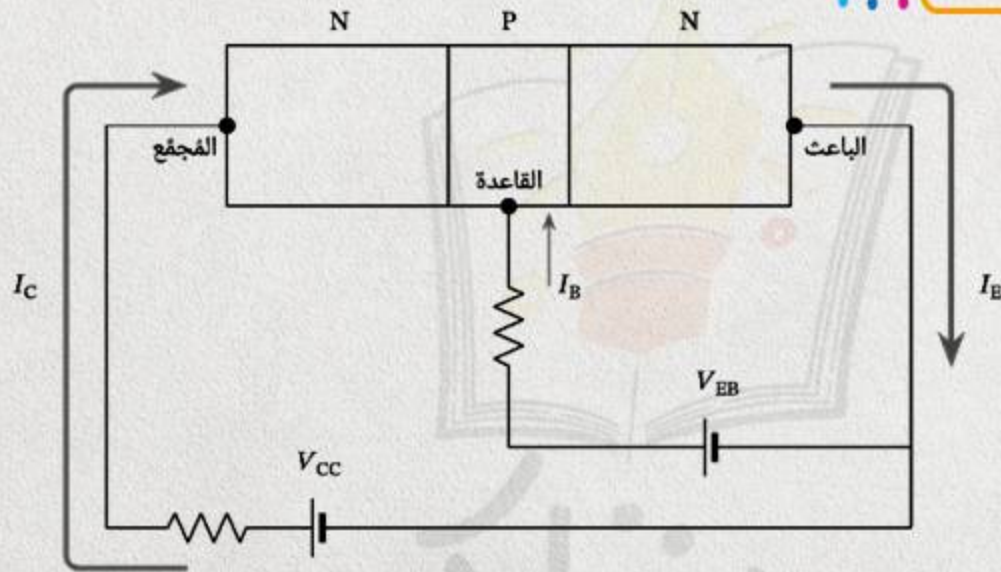 N P N
المُجمِّع
الباعث
القاعدة
I_C
I_B
I_E
V_EB
V_CC